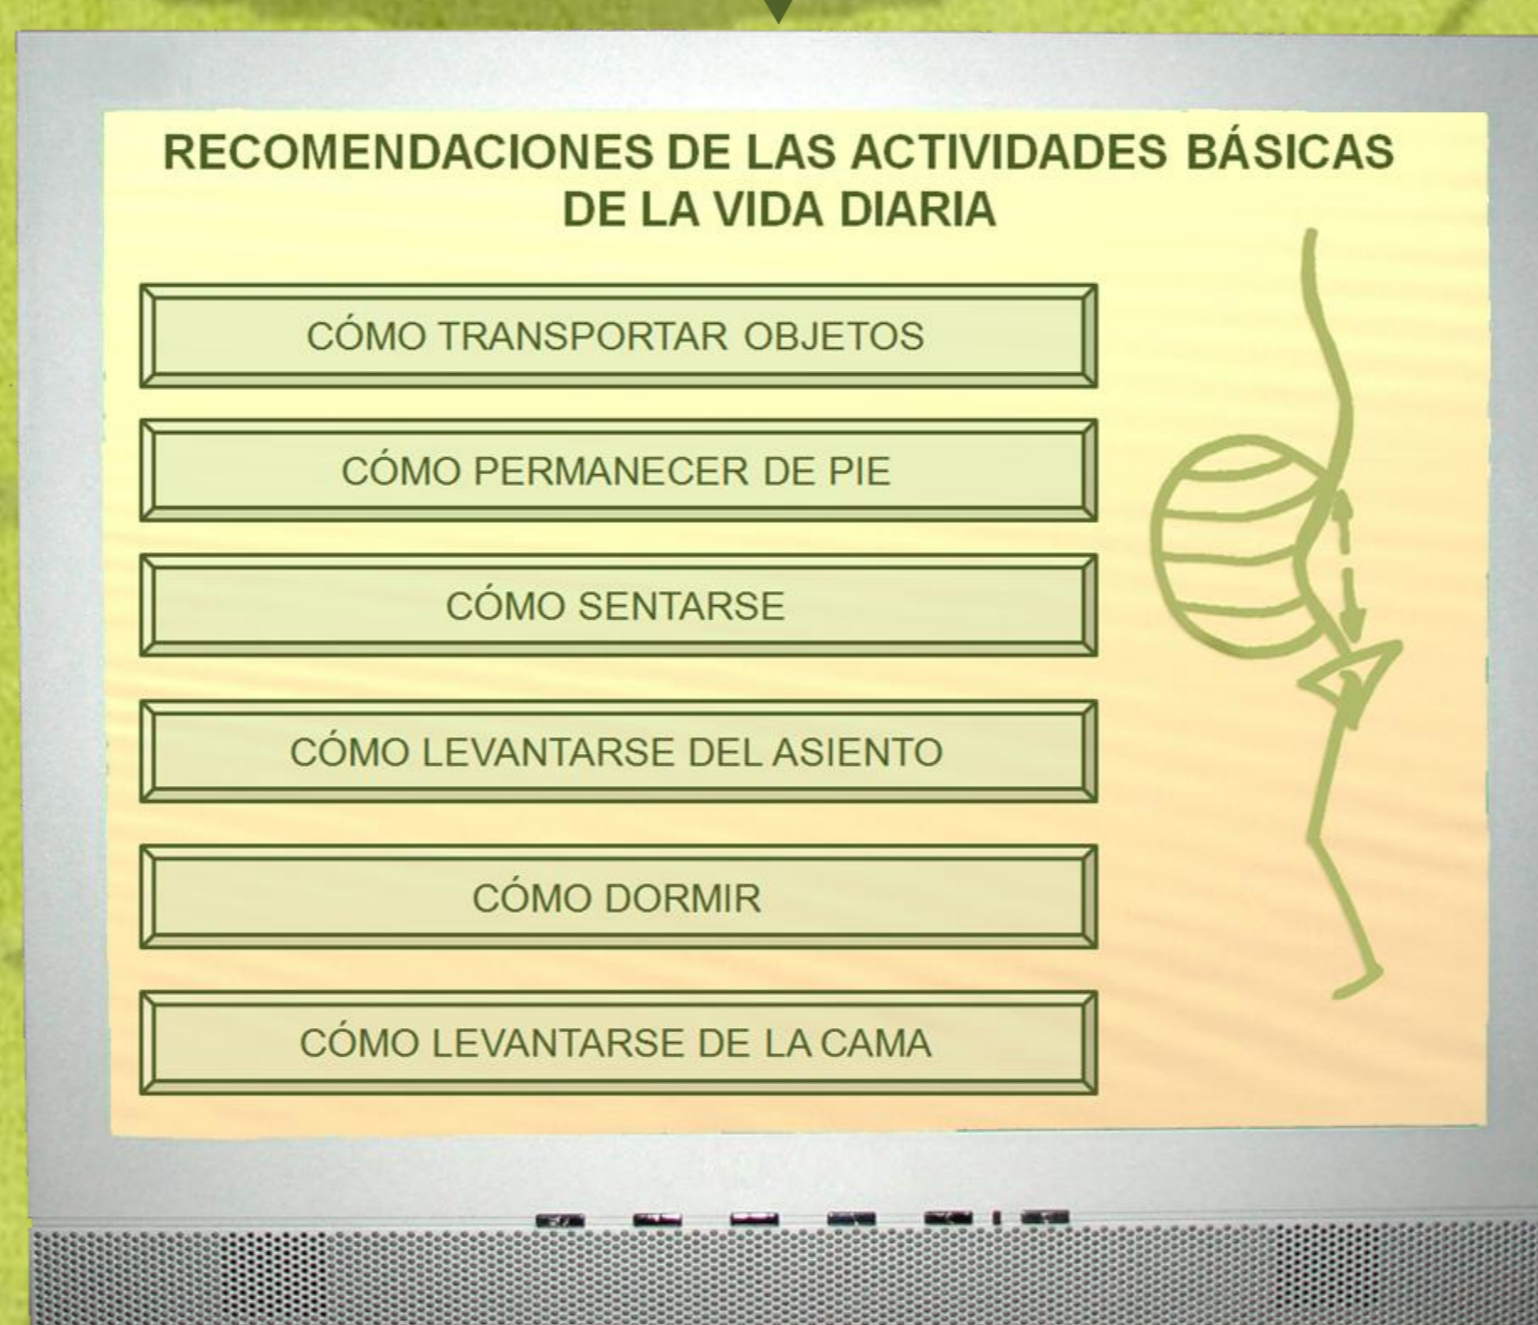 RECOMENDACIONES DE LAS ACTIVIDADES BÁSICAS
DE LA VIDA DIARIA
CÓMO TRANSPORTAR OBJETOS
CÓMO PERMANECER DE PIE
CÓMO SENTARSE
CÓMO LEVANTARSE DEL ASIENTO
CÓMO DORMIR
CÓMO LEVANTARSE DE LA CAMA